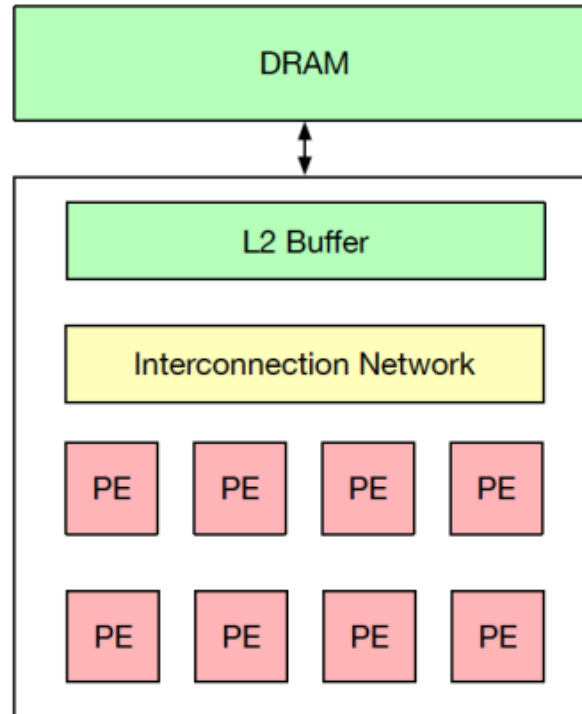 DRAM
L2 Buffer
Interconnection Network
PE PE PE PE
PE PE PE PE